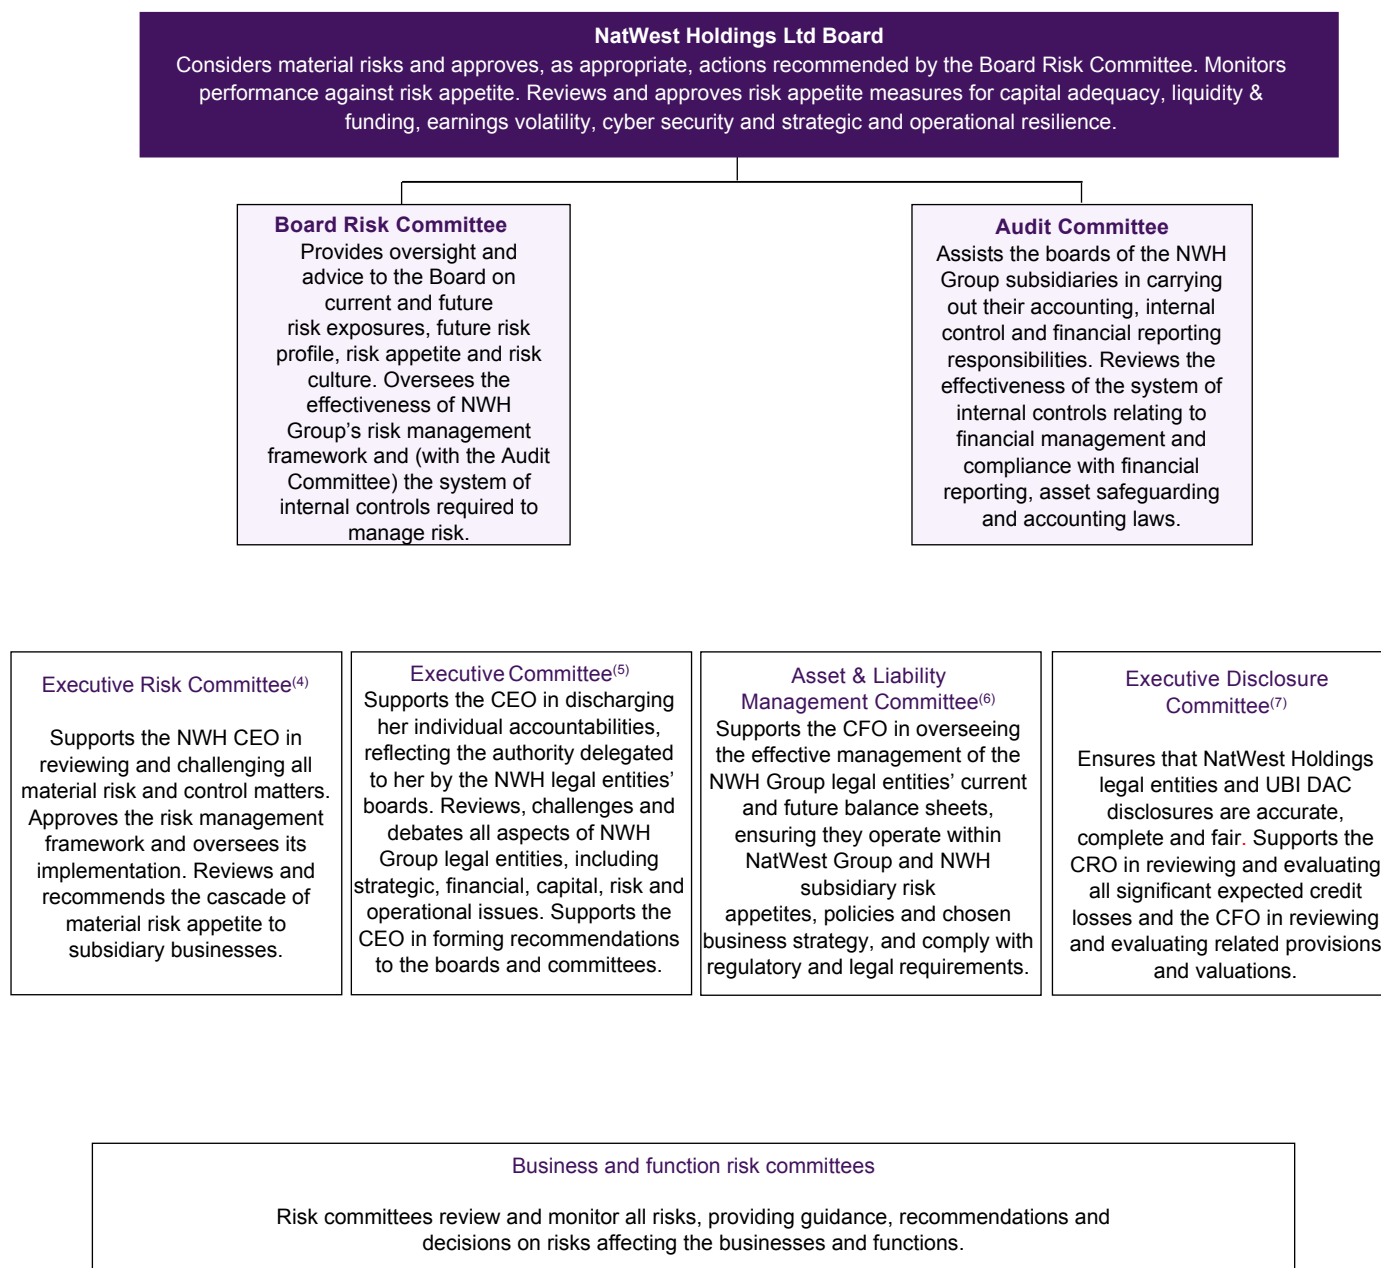 NatWest Holdings Ltd Board
Considers material risks and approves, as appropriate, actions recommended by the Board Risk Committee. Monitors
performance against risk appetite. Reviews and approves risk appetite measures for capital adequacy, liquidity &
funding, earnings volatility, cyber security and strategic and operational resilience.
Board Risk Committee
Provides oversight and
advice to the Board on
current and future
risk exposures, future risk
profile, risk appetite and risk
culture. Oversees the
effectiveness of NWH
Group’s risk management
framework and (with the Audit
Committee) the system of
internal controls required to
manage risk.
Audit Committee
Assists the boards of the NWH
Group subsidiaries in carrying
out their accounting, internal
control and financial reporting
responsibilities. Reviews the
effectiveness of the system of
internal controls relating to
financial management and
compliance with financial
reporting, asset safeguarding
and accounting laws.
Executive Risk Committee(4)
Supports the NWH CEO in
reviewing and challenging all
material risk and control matters.
Approves the risk management
framework and oversees its
implementation. Reviews and
recommends the cascade of
material risk appetite to
subsidiary businesses.
Executive Committee(5)
Supports the CEO in discharging
her individual accountabilities,
reflecting the authority delegated
to her by the NWH legal entities’
boards. Reviews, challenges and
debates all aspects of NWH
Group legal entities, including
strategic, financial, capital, risk and
operational issues. Supports the
CEO in forming recommendations
to the boards and committees.
Asset & Liability
Management Committee(6)
Supports the CFO in overseeing
the effective management of the
NWH Group legal entities’ current
and future balance sheets,
ensuring they operate within
NatWest Group and NWH
subsidiary risk
appetites, policies and chosen
business strategy, and comply with
regulatory and legal requirements.
Executive Disclosure
Committee(7)
Ensures that NatWest Holdings
legal entities and UBI DAC
disclosures are accurate,
complete and fair. Supports the
CRO in reviewing and evaluating
all significant expected credit
losses and the CFO in reviewing
and evaluating related provisions
and valuations.
Business and function risk committees
Risk committees review and monitor all risks, providing guidance, recommendations and
decisions on risks affecting the businesses and functions.